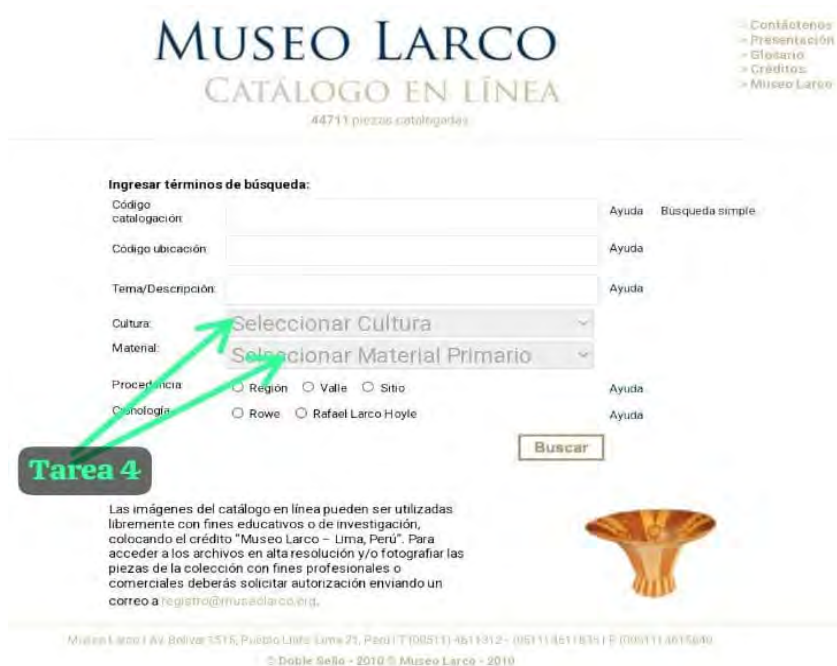 MUSEO LARCO
CATÁLOGO EN LÍNEA
44711 piezas catalogadas
» Contáctenos
» Presentación
» Glosario
» Créditos
» Museo Larco
Ingresar términos de búsqueda:
Código catalogación:
Ayuda Búsqueda simple
Código ubicación:
Ayuda
Tema/Descripción:
Ayuda
Cultura: Seleccionar Cultura
Material: Seleccionar Material Primario
Procedencia: Región Valle Sitio Ayuda
Cronología: Rowe Rafael Larco Hoyle Ayuda
Buscar
Tarea 4
Las imágenes del catálogo en línea pueden ser utilizadas
libremente con fines educativos o de investigación,
colocando el crédito "Museo Larco – Lima, Perú". Para
acceder a los archivos en alta resolución y/o fotografiar las
piezas de la colección con fines profesionales o
comerciales deberás solicitar autorización enviando un
correo a registro@museolarco.org.
Museo Larco | Av. Bolívar 1515, Pueblo Libre, Lima 21, Perú | T (00511) 4611312 -
© Doble Sello - 2010 © Museo Larco - 2010